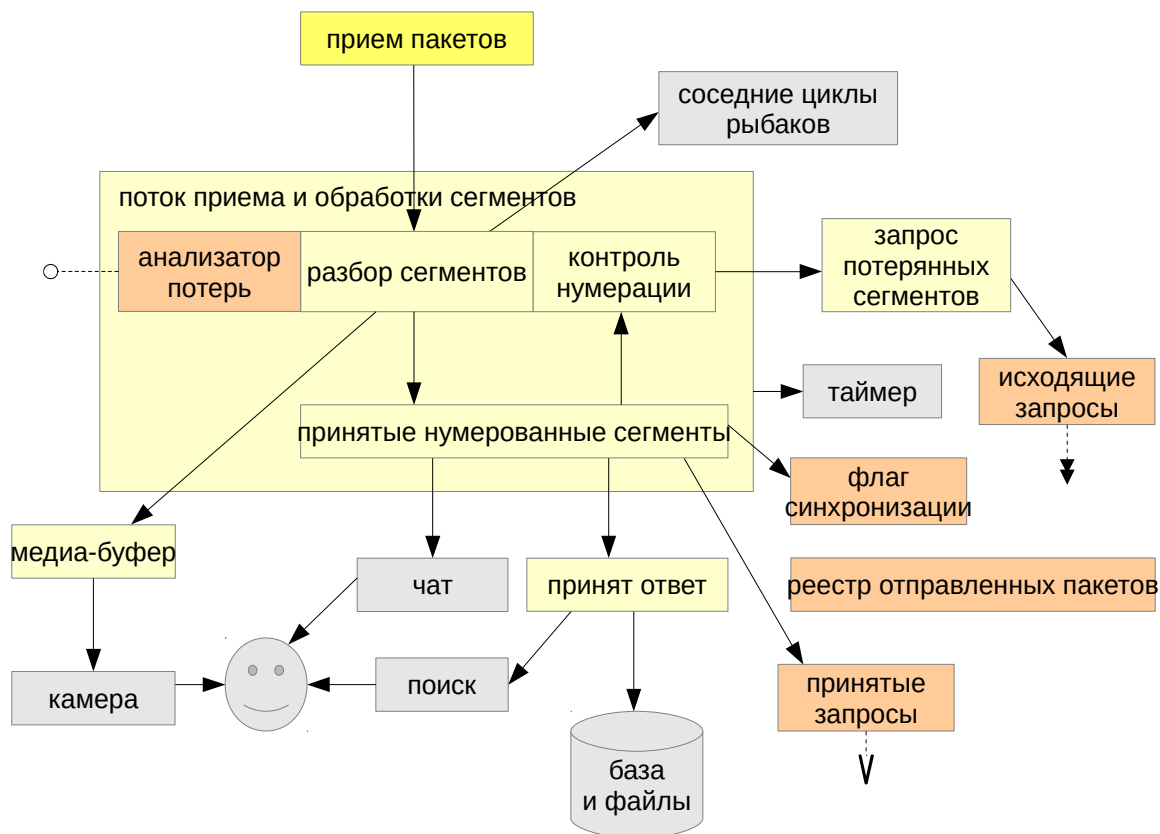 прием пакетов
соседние циклы
рыбаков
поток приема и обработки сегментов
анализатор
потерь
разбор сегментов
контроль
нумерации
запрос
потерянных
сегментов
исходящие
запросы
таймер
принятые нумерованные сегменты
флаг
синхронизации
медиа-буфер
чат
принят ответ
реестр отправленных пакетов
камера
поиск
принятые
запросы
база
и файлы